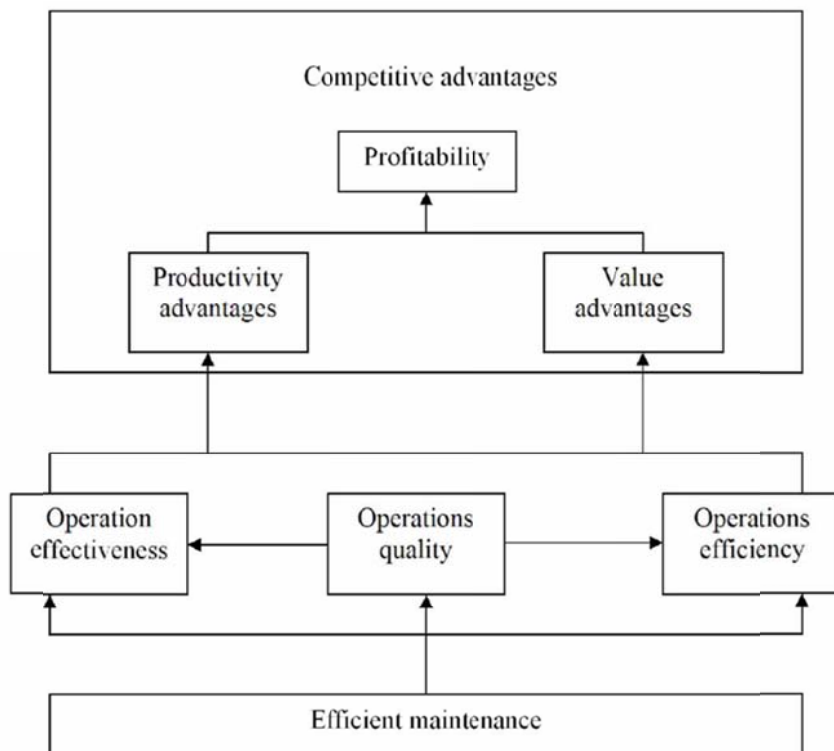 Competitive advantages
Profitability
Productivity
advantages
Value
advantages
Operation
effectiveness
Operations
quality
Operations
efficiency
Efficient maintenance